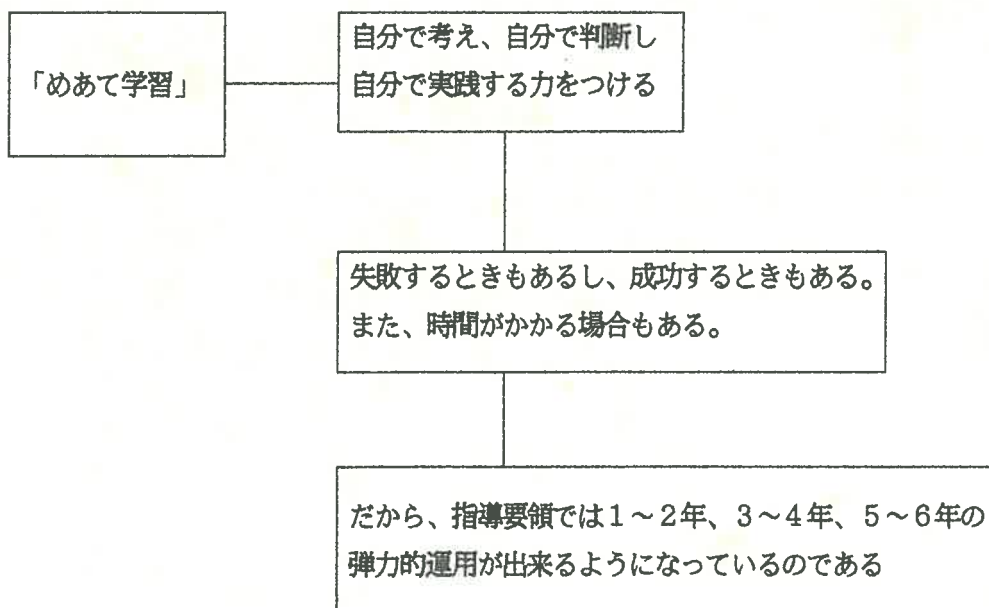 「めあて学習」
自分で考え、自分で判断し
自分で実践する力をつける
失敗するときもあるし、成功するときもある。
また、時間がかかる場合もある。
だから、指導要領では１～２年、３～４年、５～６年の
弾力的運用が出来るようになっているのである